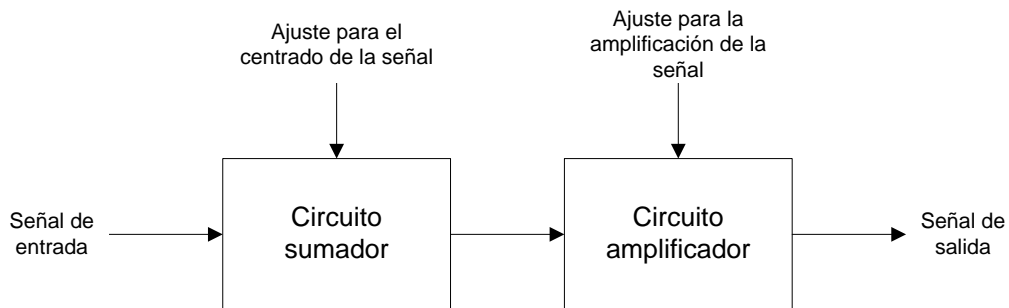 Ajuste para el
centrado de la señal
Ajuste para la
amplificación de la
señal
Señal de
entrada
Circuito
sumador
Circuito
amplificador
Señal de
salida